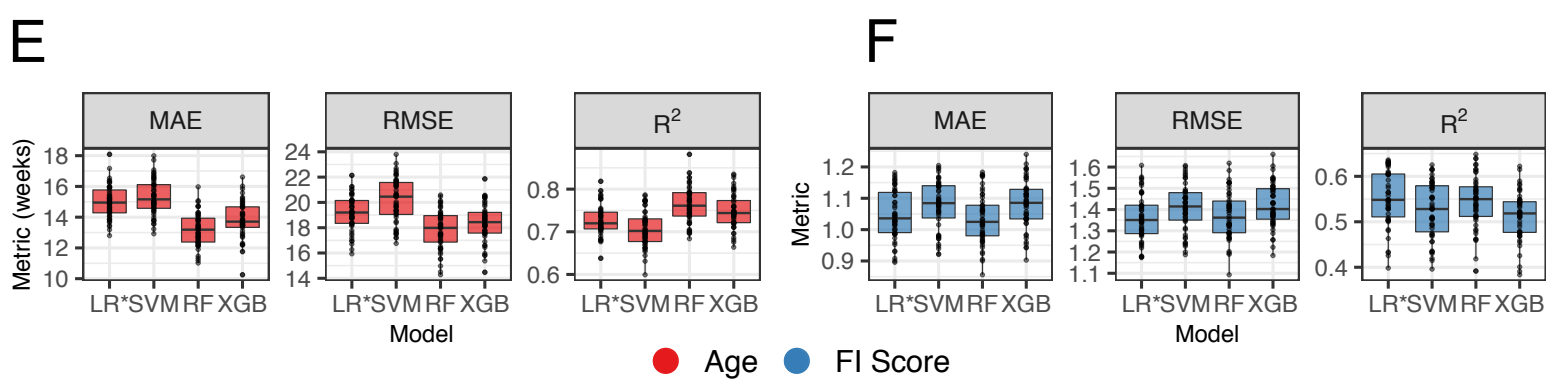 E
F
MAE
RMSE
R²
MAE
RMSE
R²
Metric (weeks)
18
16
14
12
10
24
22
20
18
16
14
0.8
0.7
0.6
Metric
1.2
1.1
1.0
0.9
1.6
1.5
1.4
1.3
1.2
1.1
0.6
0.5
0.4
LR* SVM RF XGB
LR* SVM RF XGB
LR* SVM RF XGB
LR* SVM RF XGB
LR* SVM RF XGB
LR* SVM RF XGB
Model
Model
Age
FI Score